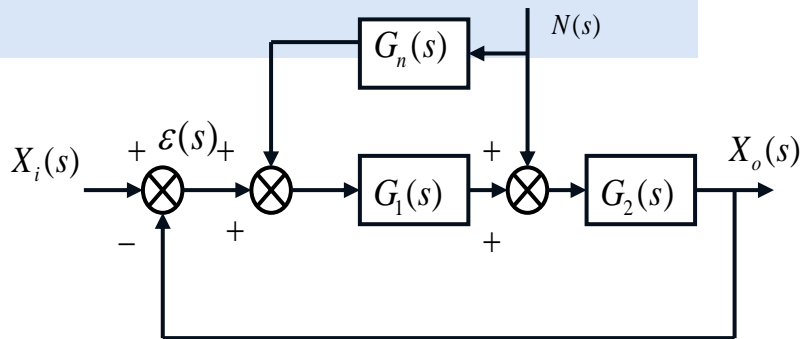 N(s)
G_n(s)
X_i(s)
+
ε(s)
+
+
X_o(s)
G_1(s)
G_2(s)
−
+
+